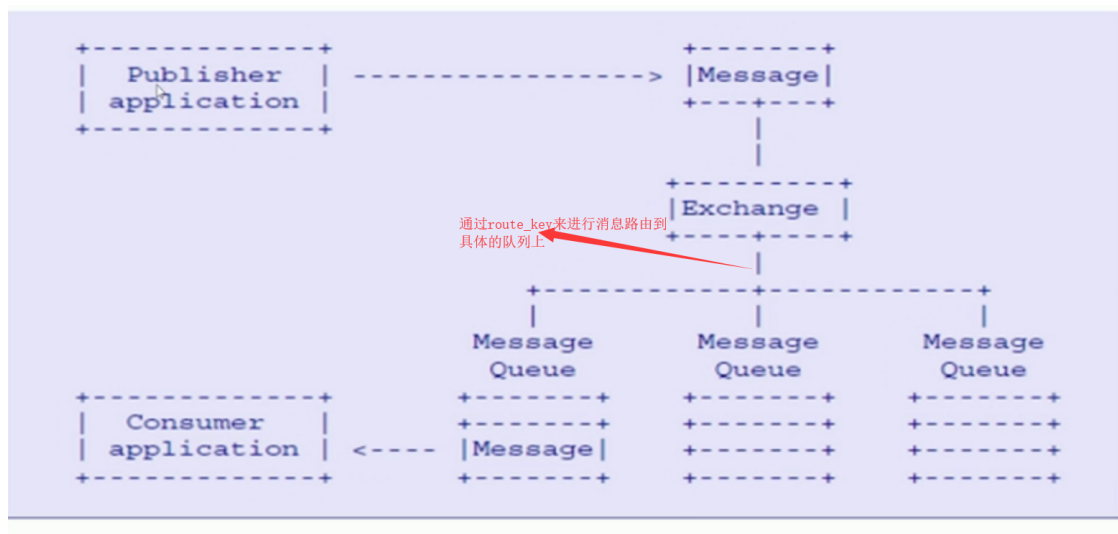 Publisher
application
Message
Exchange
通过route_key来进行消息路由到
具体的队列上
Message Message Message
Queue Queue Queue
Consumer
application
Message